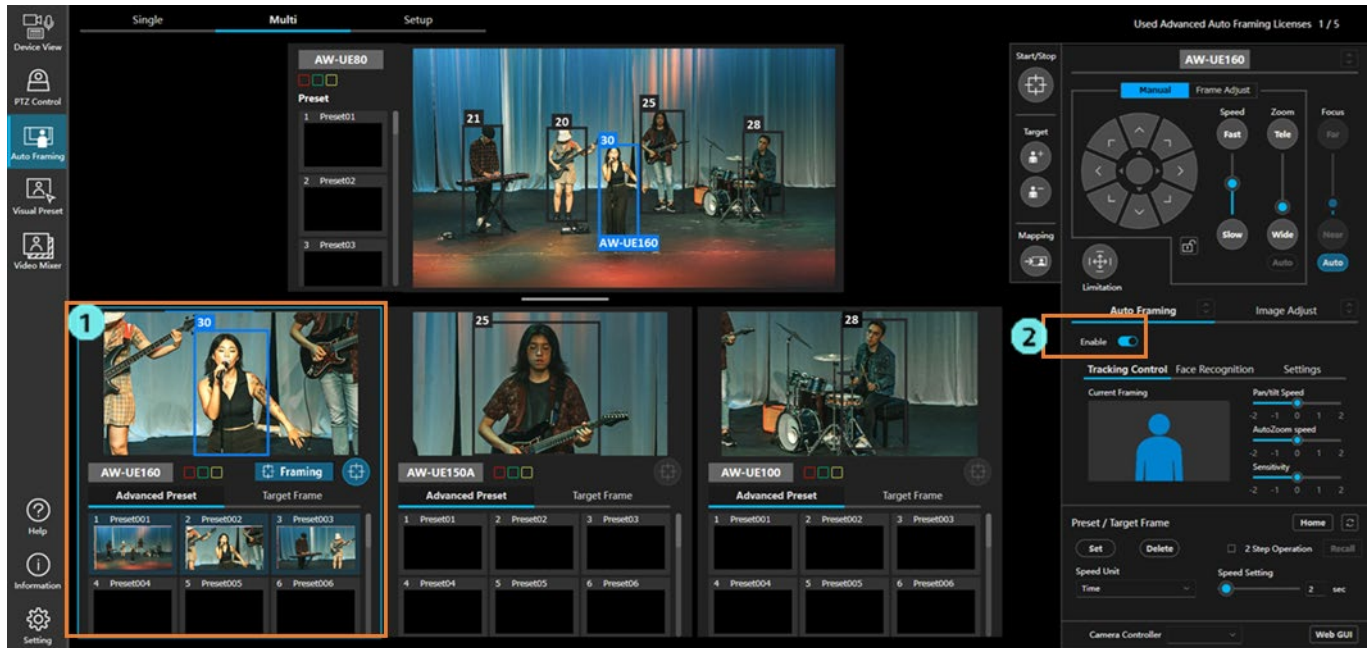 Single Multi Setup
Used Advanced Auto Framing Licenses 1 / 5
Device View
PTZ Control
Auto Framing
Visual Preset
Video Mixer
Help
Information
Setting
AW-UE80
Preset
1 Preset01
2 Preset02
3 Preset03
21
20
30
25
28
AW-UE160
Start/Stop
Target
Mapping
AW-UE160
Manual Frame Adjust
Speed Zoom Focus
Fast Tele Far
Slow Wide Near
Auto Auto
Limitation
1
30
AW-UE160 Framing
Advanced Preset Target Frame
1 Preset001 2 Preset002 3 Preset003
4 Preset004 5 Preset005 6 Preset006
25
AW-UE150A
Advanced Preset Target Frame
1 Preset01 2 Preset02 3 Preset03
4 Preset04 5 Preset05 6 Preset06
28
AW-UE100
Advanced Preset Target Frame
1 Preset001 2 Preset002 3 Preset003
4 Preset004 5 Preset005 6 Preset006
Auto Framing Image Adjust
2
Enable
Tracking Control Face Recognition Settings
Current Framing
Pan/tilt Speed
-2 -1 0 1 2
AutoZoom speed
-2 -1 0 1 2
Sensitivity
-2 -1 0 1 2
Preset / Target Frame Home
Set Delete 2 Step Operation Recall
Speed Unit Speed Setting
Time 2 sec
Camera Controller Web GUI